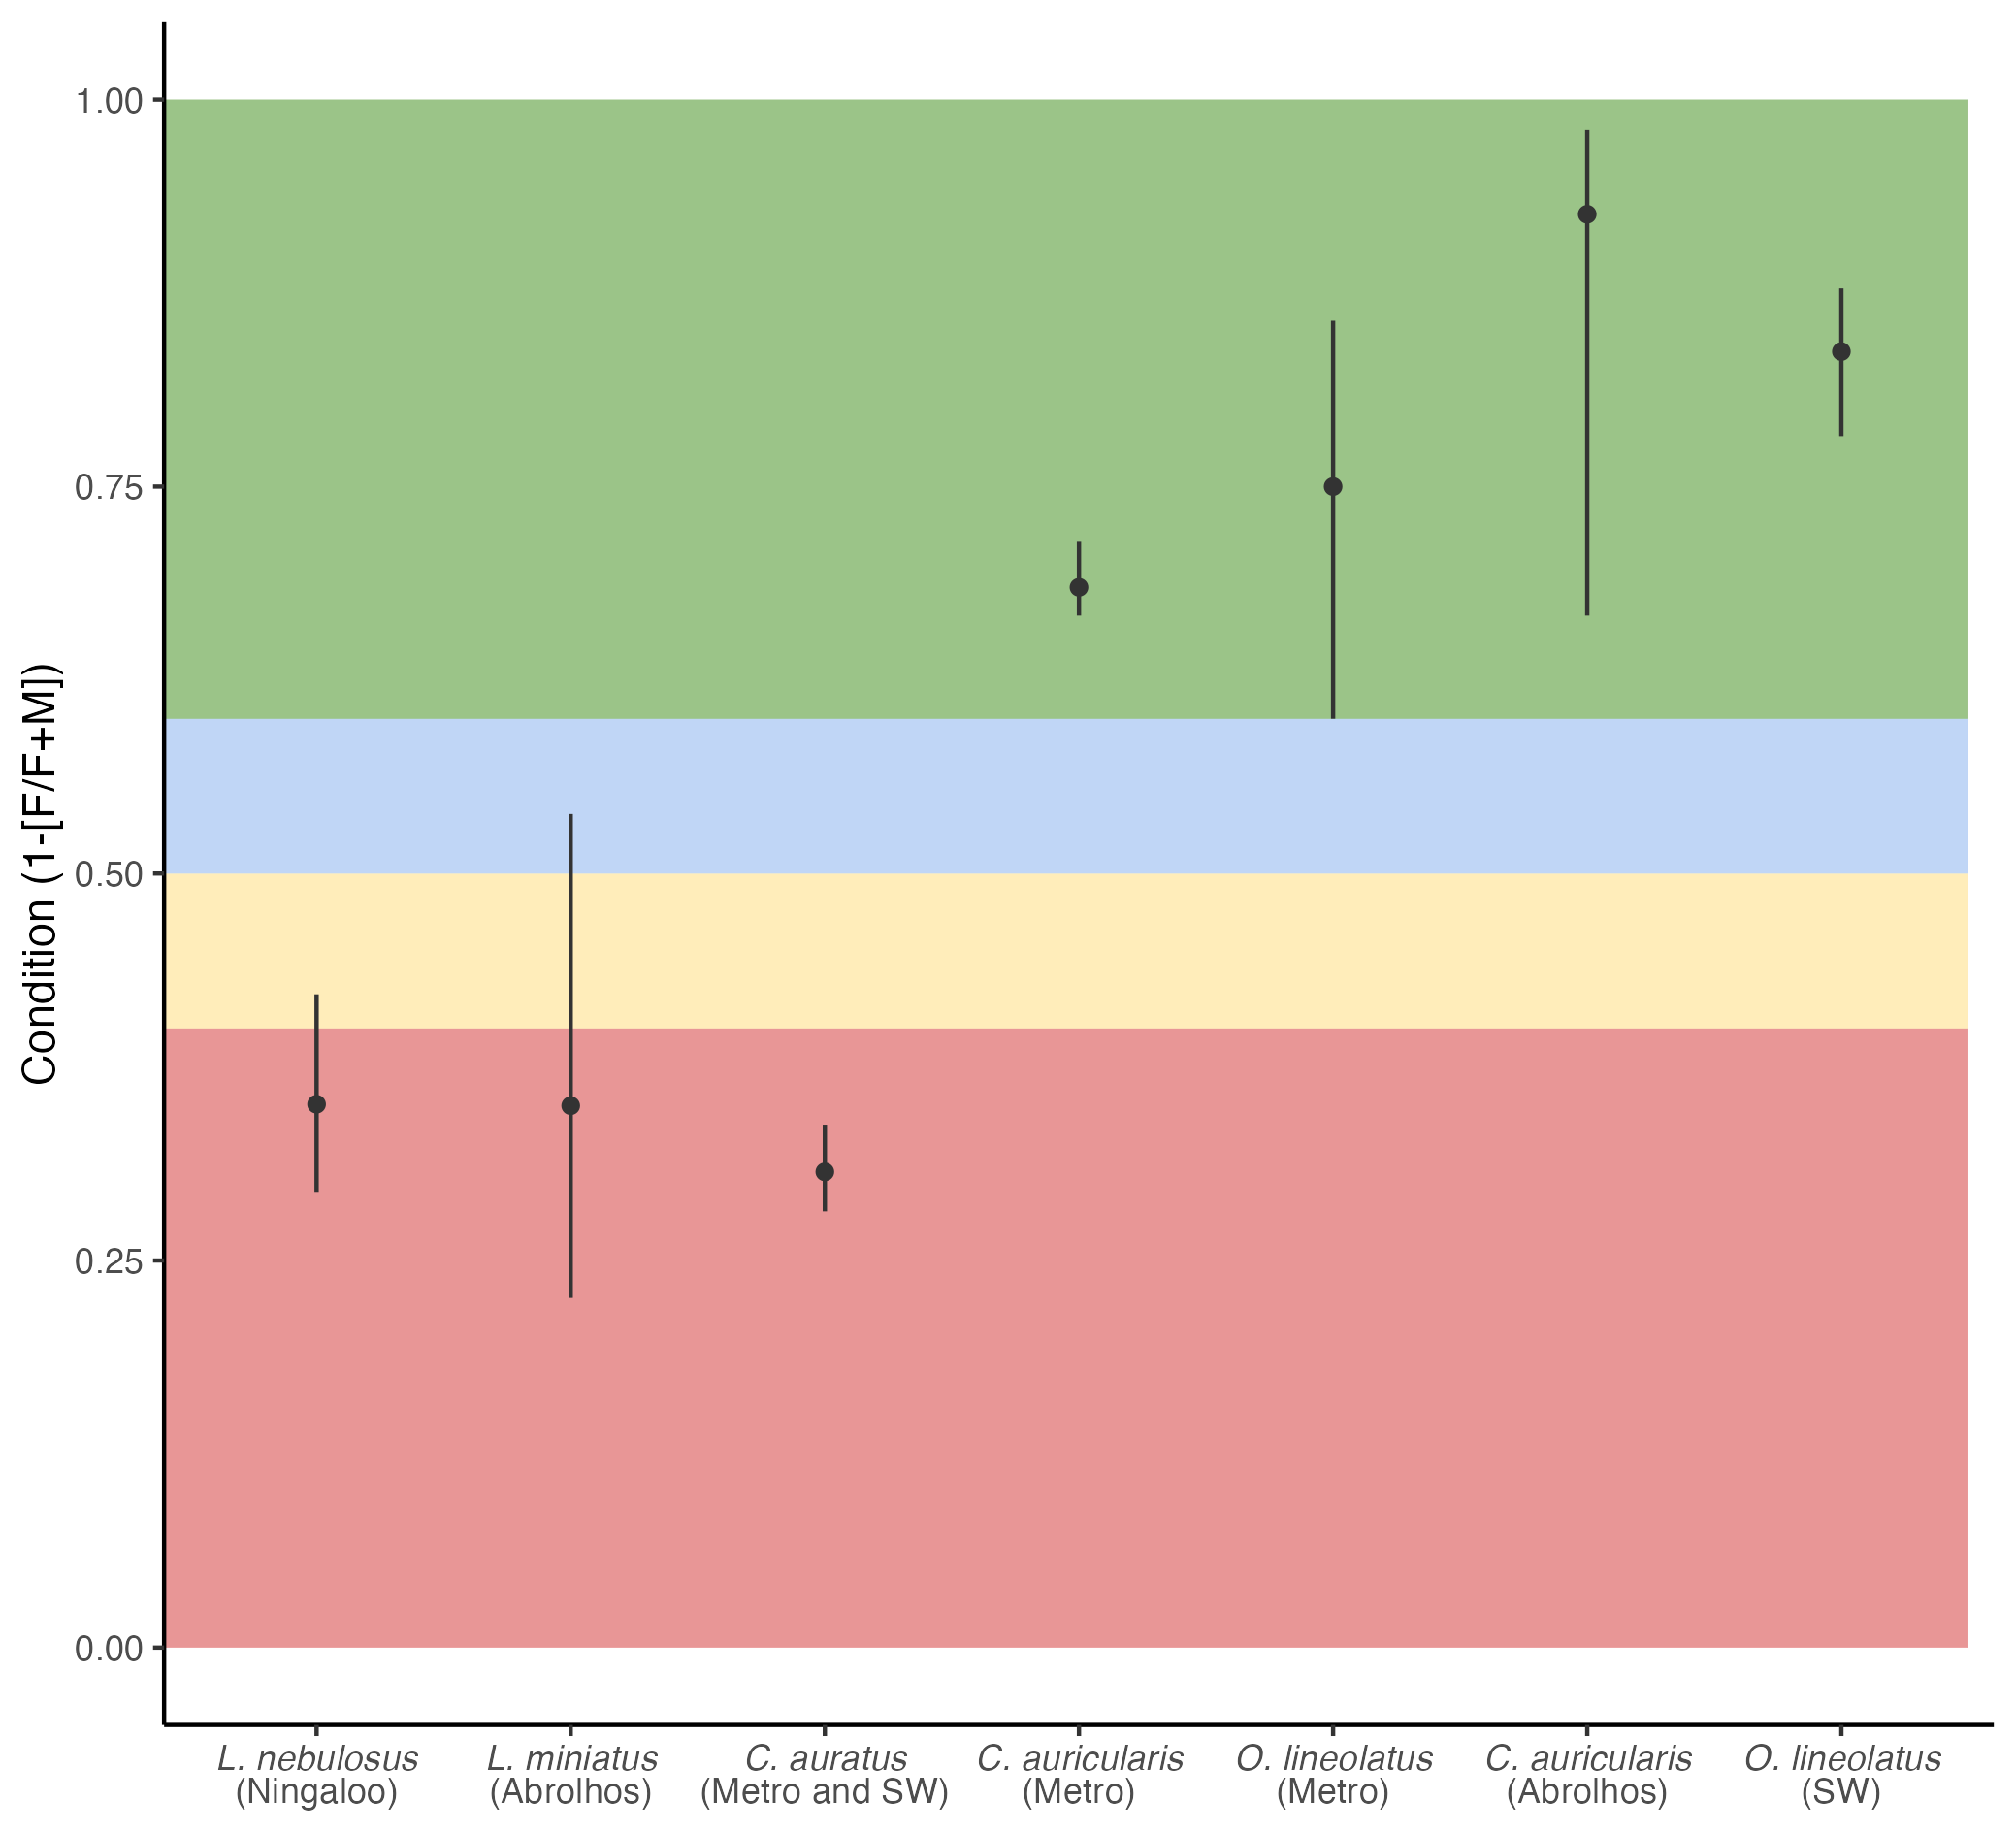 Condition (1-[F/F+M])
1.00
0.75
0.50
0.25
0.00
L. nebulosus
(Ningaloo)
L. miniatus
(Abrolhos)
C. auratus
(Metro and SW)
C. auricularis
(Metro)
O. lineolatus
(Metro)
C. auricularis
(Abrolhos)
O. lineolatus
(SW)